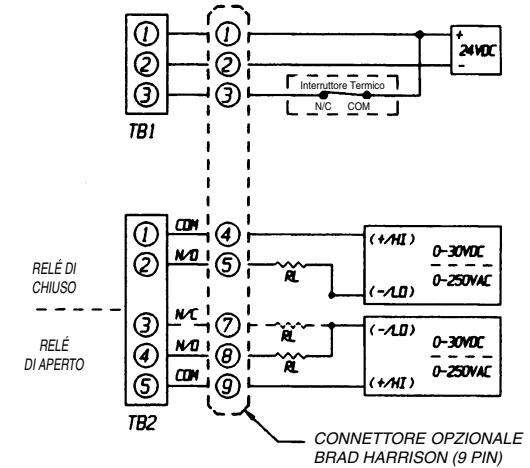 1 1 +
24VDC
2 2 -
Interruttore Termico
3 3 N/C COM
TB1
1 COM 4 (+/HI)
0-30VDC
2 N/O 5 RL
0-250VAC
(-/LO)
RELÉ DI
CHIUSO
3 N/C 7 RL (-/LO)
0-30VDC
RELÉ
DI APERTO
4 N/O 8 RL
0-250VAC
5 COM 9 (+/HI)
TB2
CONNETTORE OPZIONALE
BRAD HARRISON (9 PIN)